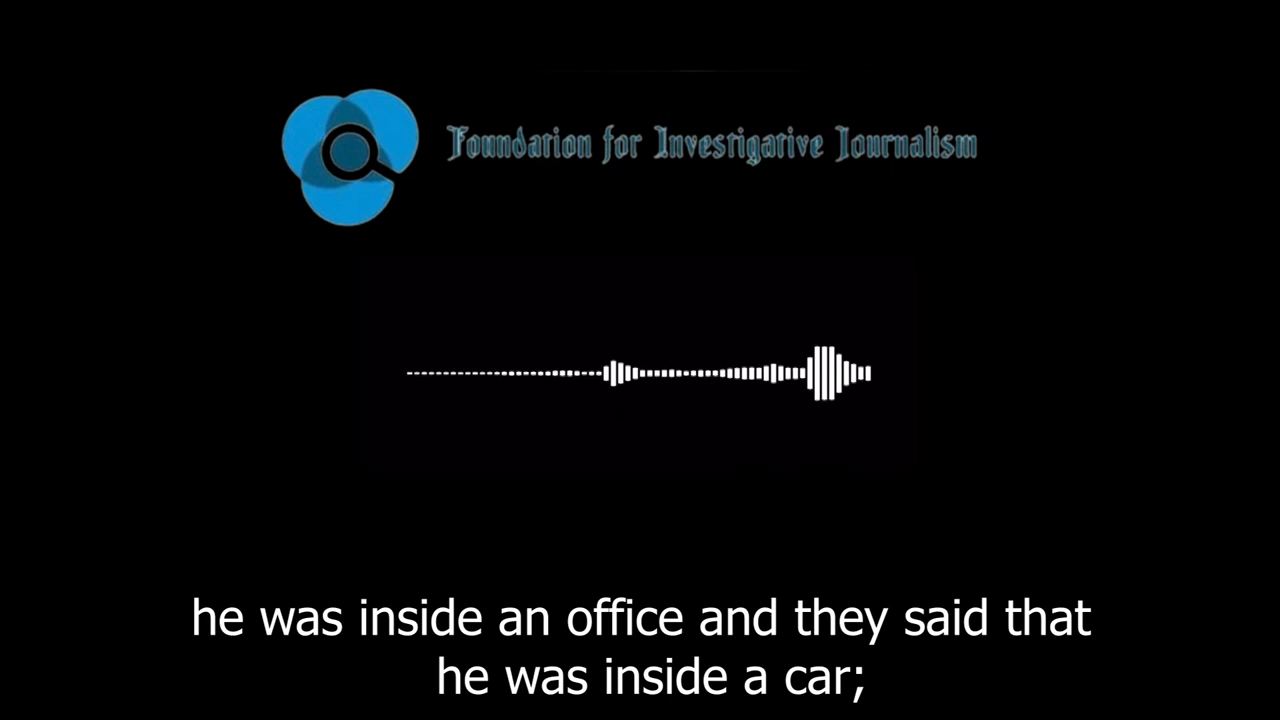 Foundation for Investigative Journalism
he was inside an office and they said that
he was inside a car;